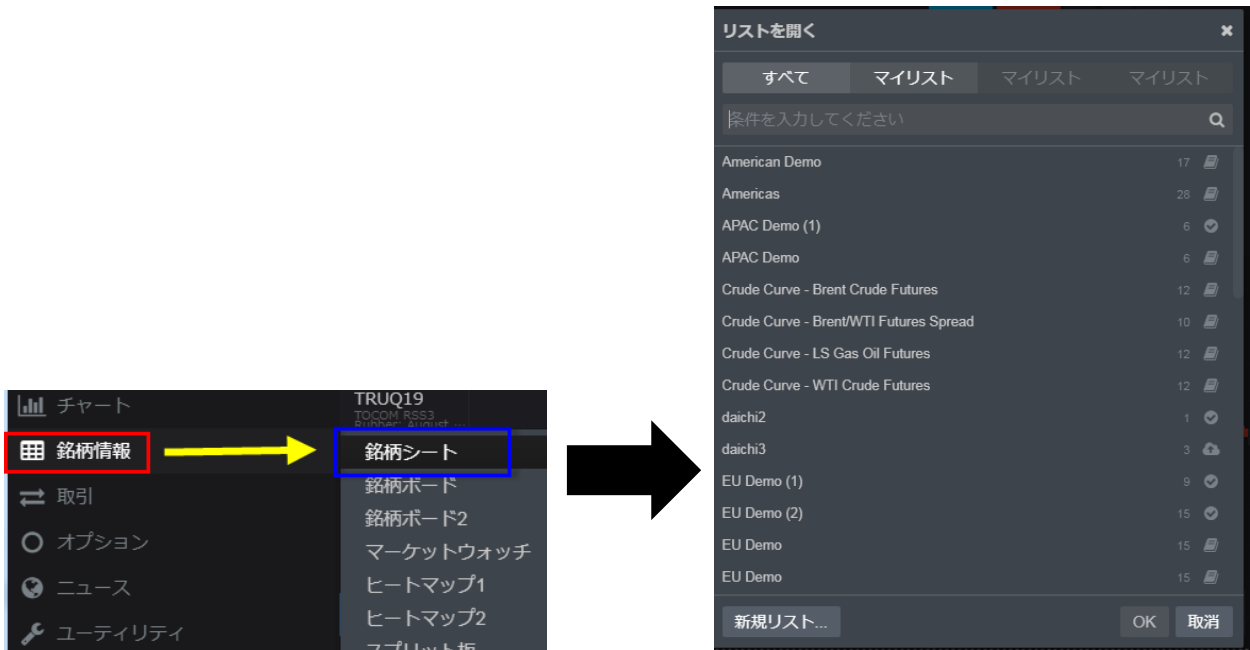 チャート
銘柄情報
取引
オプション
ニュース
ユーティリティ
TRUQ19
TOCOM RSS3
Rubber: August ...
銘柄シート
銘柄ボード
銘柄ボード2
マーケットウォッチ
ヒートマップ1
ヒートマップ2
スプリット板
リストを開く
すべて マイリスト マイリスト マイリスト
条件を入力してください
American Demo 17
Americas 28
APAC Demo (1) 6
APAC Demo 6
Crude Curve - Brent Crude Futures 12
Crude Curve - Brent/WTI Futures Spread 10
Crude Curve - LS Gas Oil Futures 12
Crude Curve - WTI Crude Futures 12
daichi2 1
daichi3 3
EU Demo (1) 9
EU Demo (2) 15
EU Demo 15
EU Demo 15
新規リスト... OK 取消